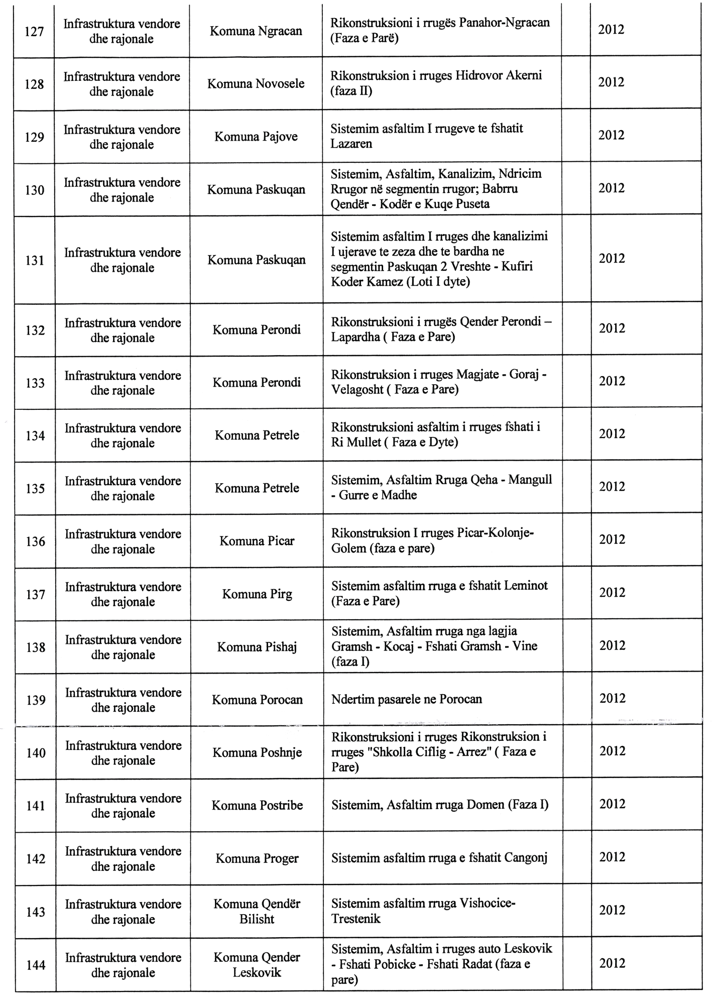 127
Infrastruktura vendore
dhe rajonale
Komuna Ngracan
Rikonstruksioni i rrugës Panahor-Ngracan
(Faza e Parë)
2012
128
Infrastruktura vendore
dhe rajonale
Komuna Novosele
Rikonstruksion i rruges Hidrovor Akerni
(faza II)
2012
129
Infrastruktura vendore
dhe rajonale
Komuna Pajove
Sistemim asfaltim I rrugeve te fshatit
Lazaren
2012
130
Infrastruktura vendore
dhe rajonale
Komuna Paskuqan
Sistemim, Asfaltim, Kanalizim, Ndricim
Rrugor në segmentin rrugor; Babrru
Qendër - Kodër e Kuqe Puseta
2012
131
Infrastruktura vendore
dhe rajonale
Komuna Paskuqan
Sistemim asfaltim I rruges dhe kanalizimi
I ujerave te zeza dhe te bardha ne
segmentin Paskuqan 2 Vreshte - Kufiri
Koder Kamez (Loti I dyte)
2012
132
Infrastruktura vendore
dhe rajonale
Komuna Perondi
Rikonstruksioni i rrugës Qender Perondi –
Lapardha ( Faza e Pare)
2012
133
Infrastruktura vendore
dhe rajonale
Komuna Perondi
Rikonstruksion i rruges Magjate - Goraj -
Velagosht ( Faza e Pare)
2012
134
Infrastruktura vendore
dhe rajonale
Komuna Petrele
Rikonstruksioni asfaltim i rruges fshati i
Ri Mullet ( Faza e Dyte)
2012
135
Infrastruktura vendore
dhe rajonale
Komuna Petrele
Sistemim, Asfaltim Rruga Qeha - Mangull
- Gurre e Madhe
2012
136
Infrastruktura vendore
dhe rajonale
Komuna Picar
Rikonstruksion I rruges Picar-Kolonje-
Golem (faza e pare)
2012
137
Infrastruktura vendore
dhe rajonale
Komuna Pirg
Sistemim asfaltim rruga e fshatit Leminot
(Faza e Pare)
2012
138
Infrastruktura vendore
dhe rajonale
Komuna Pishaj
Sistemim, Asfaltim rruga nga lagjia
Gramsh - Kocaj - Fshati Gramsh - Vine
(faza I)
2012
139
Infrastruktura vendore
dhe rajonale
Komuna Porocan
Ndertim pasarele ne Porocan
2012
140
Infrastruktura vendore
dhe rajonale
Komuna Poshnje
Rikonstruksioni i rruges Rikonstruksion i
rruges "Shkolla Ciflig - Arrez" ( Faza e
Pare)
2012
141
Infrastruktura vendore
dhe rajonale
Komuna Postribe
Sistemim, Asfaltim rruga Domen (Faza I)
2012
142
Infrastruktura vendore
dhe rajonale
Komuna Proger
Sistemim asfaltim rruga e fshatit Cangonj
2012
143
Infrastruktura vendore
dhe rajonale
Komuna Qendër
Bilisht
Sistemim asfaltim rruga Vishocice-
Trestenik
2012
144
Infrastruktura vendore
dhe rajonale
Komuna Qender
Leskovik
Sistemim, Asfaltim i rruges auto Leskovik
- Fshati Pobicke - Fshati Radat (faza e
pare)
2012